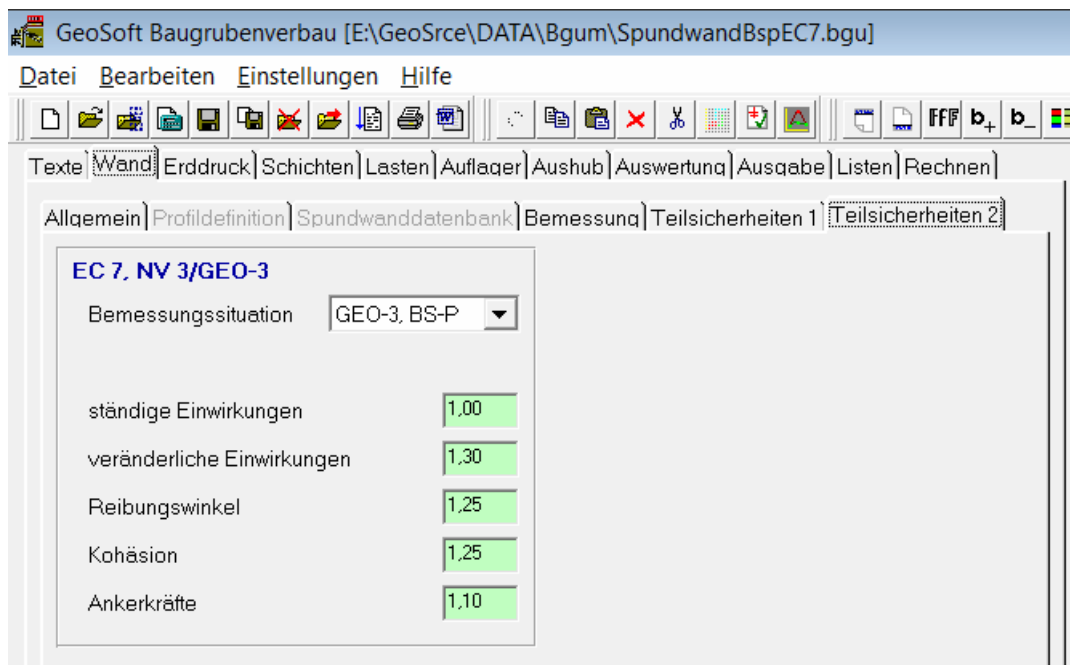 GeoSoft Baugrubenverbau [E:\GeoSrce\DATA\Bgum\SpundwandBspEC7.bgu]
Datei Bearbeiten Einstellungen Hilfe
FfF b+ b_
Texte Wand Erddruck Schichten Lasten Auflager Aushub Auswertung Ausgabe Listen Rechnen
Allgemein Profildefinition Spundwanddatenbank Bemessung Teilsicherheiten 1 Teilsicherheiten 2
EC 7, NV 3/GEO-3
Bemessungssituation GEO-3, BS-P
ständige Einwirkungen 1,00
veränderliche Einwirkungen 1,30
Reibungswinkel 1,25
Kohäsion 1,25
Ankerkräfte 1,10